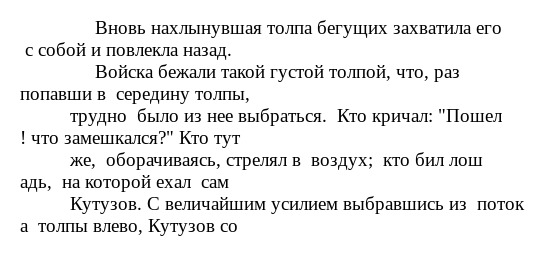 Вновь нахлынувшая толпа бегущих захватила его
с собой и повлекла назад.
Войска бежали такой густой толпой, что, раз
попавши в  середину толпы,
трудно  было из нее выбраться.  Кто кричал: "Пошел
! что замешкался?" Кто тут
же,  оборачиваясь, стрелял в  воздух;  кто бил лош
адь,  на которой ехал  сам
Кутузов. С величайшим усилием выбравшись из  поток
а  толпы влево, Кутузов со